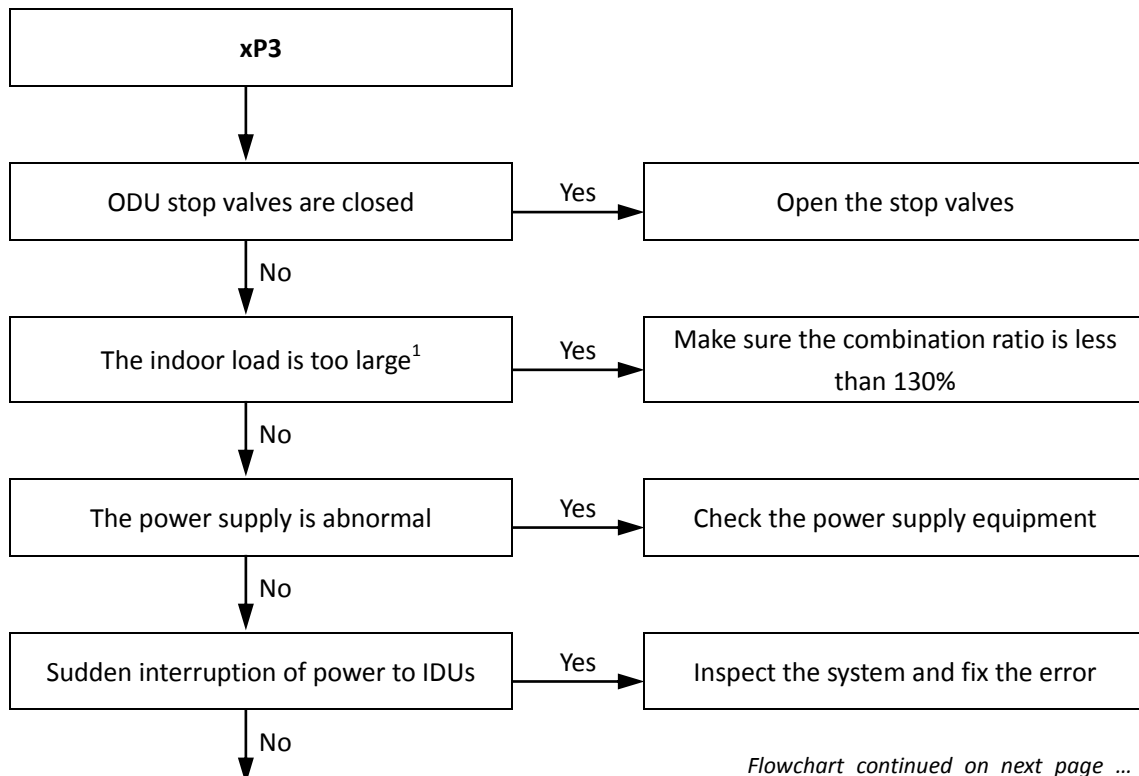 xP3
ODU stop valves are closed
Yes
Open the stop valves
No
The indoor load is too large¹
Yes
Make sure the combination ratio is less
than 130%
No
The power supply is abnormal
Yes
Check the power supply equipment
No
Sudden interruption of power to IDUs
Yes
Inspect the system and fix the error
No
Flowchart continued on next page …